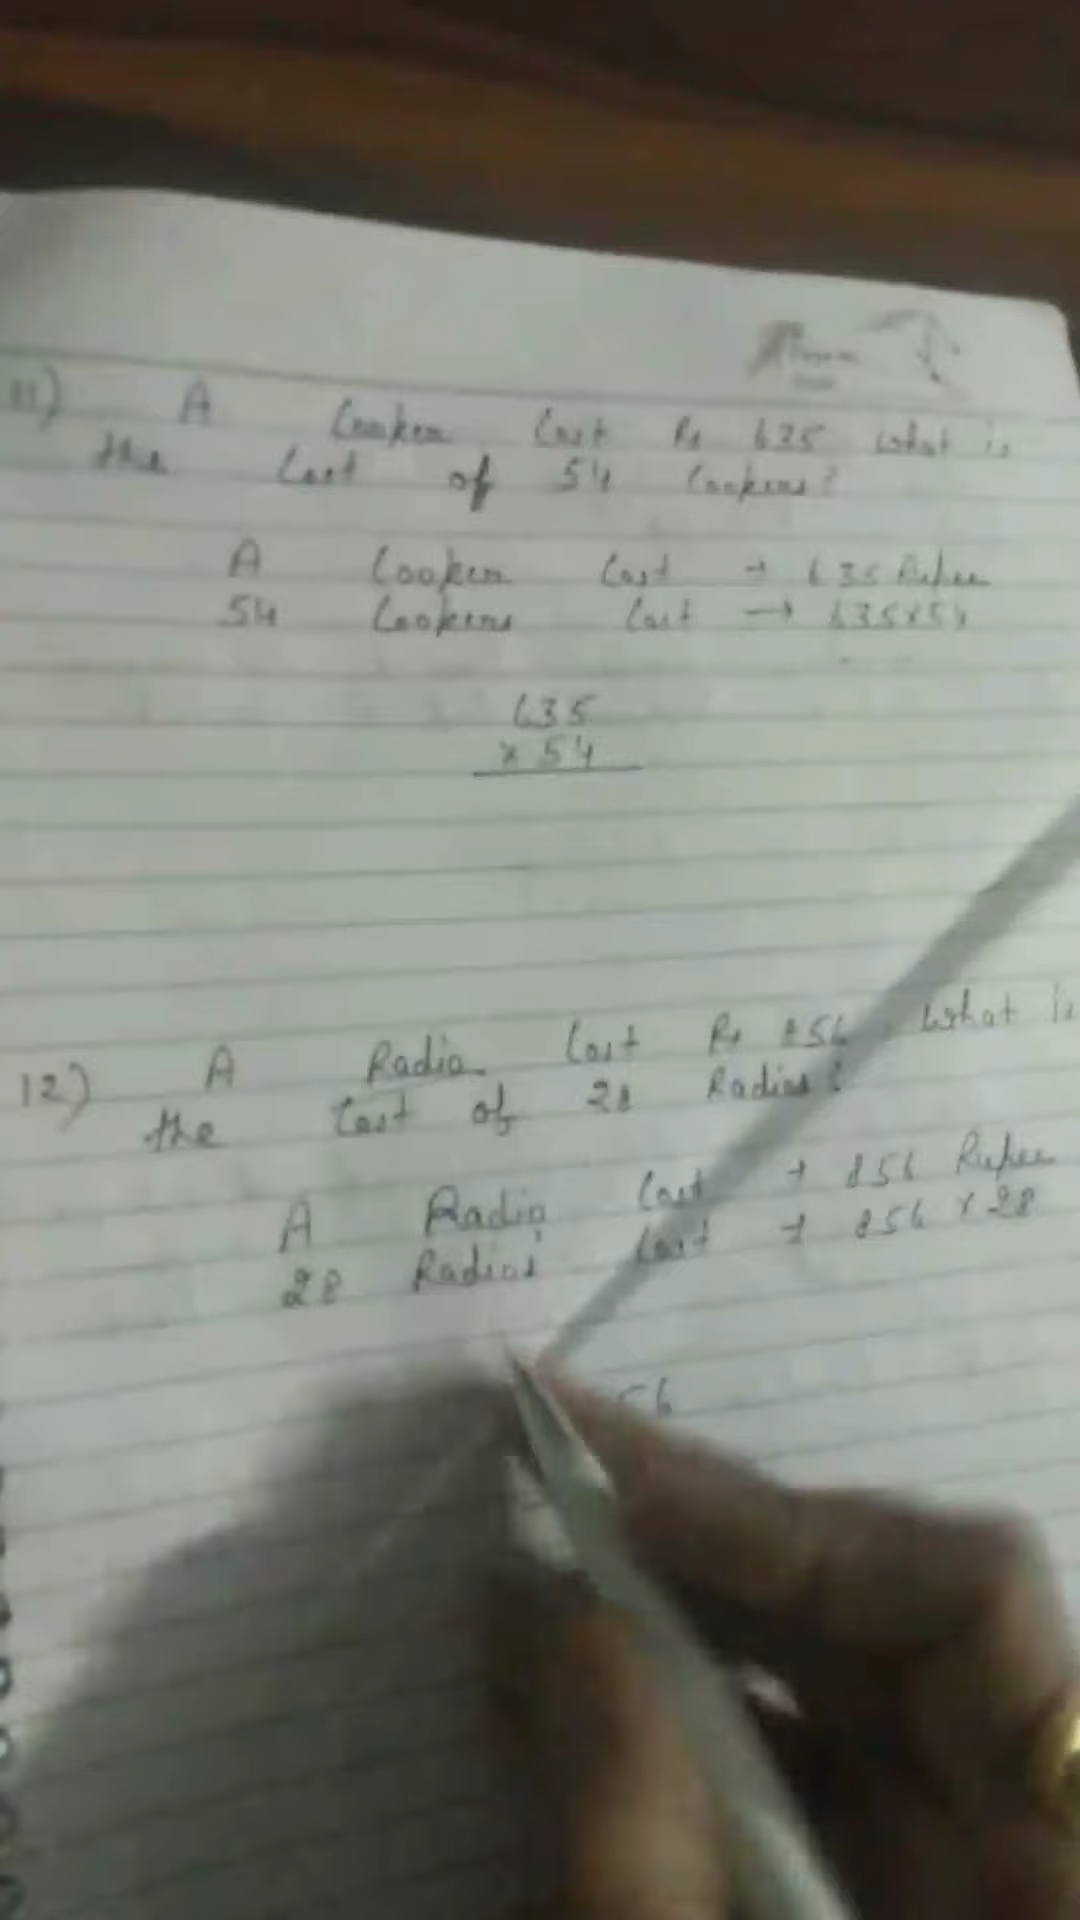 11) A Cooker Cost Rs 635 what is
the Cost of 54 Cookers?
A Cooker Cost → 635 Rupee
54 Cookers Cost → 635x54
635
x 54
12) A Radio Cost Rs 856, what is
the Cost of 28 Radios?
A Radio Cost → 856 Rupee
28 Radios Cost → 856 x 28
56